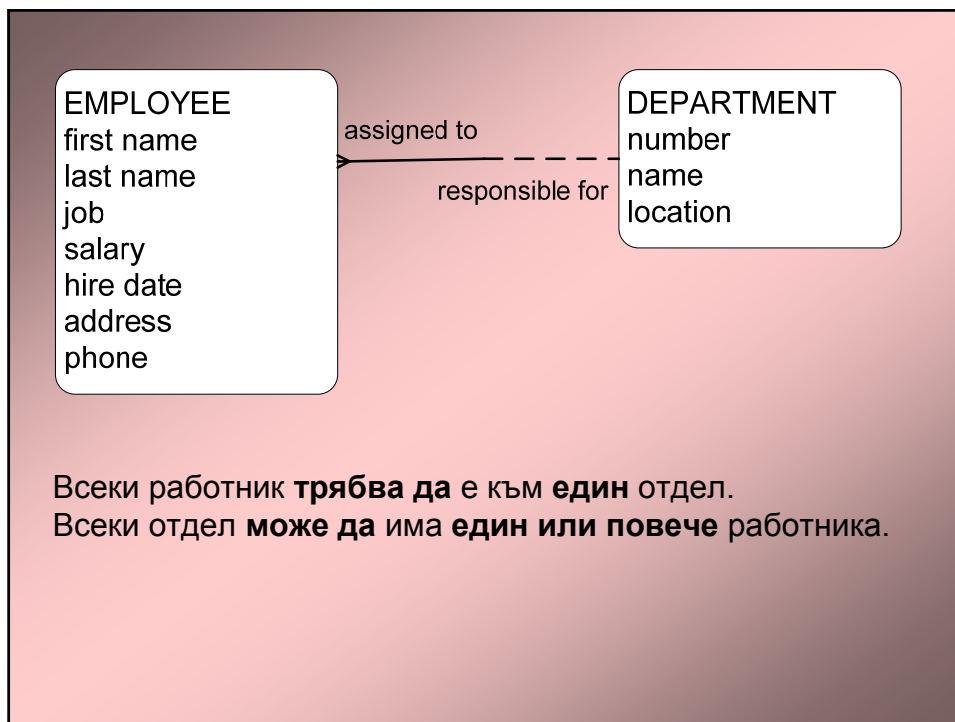 EMPLOYEE
first name
last name
job
salary
hire date
address
phone
assigned to
responsible for
DEPARTMENT
number
name
location
Всеки работник трябва да е към един отдел.
Всеки отдел може да има един или повече работника.